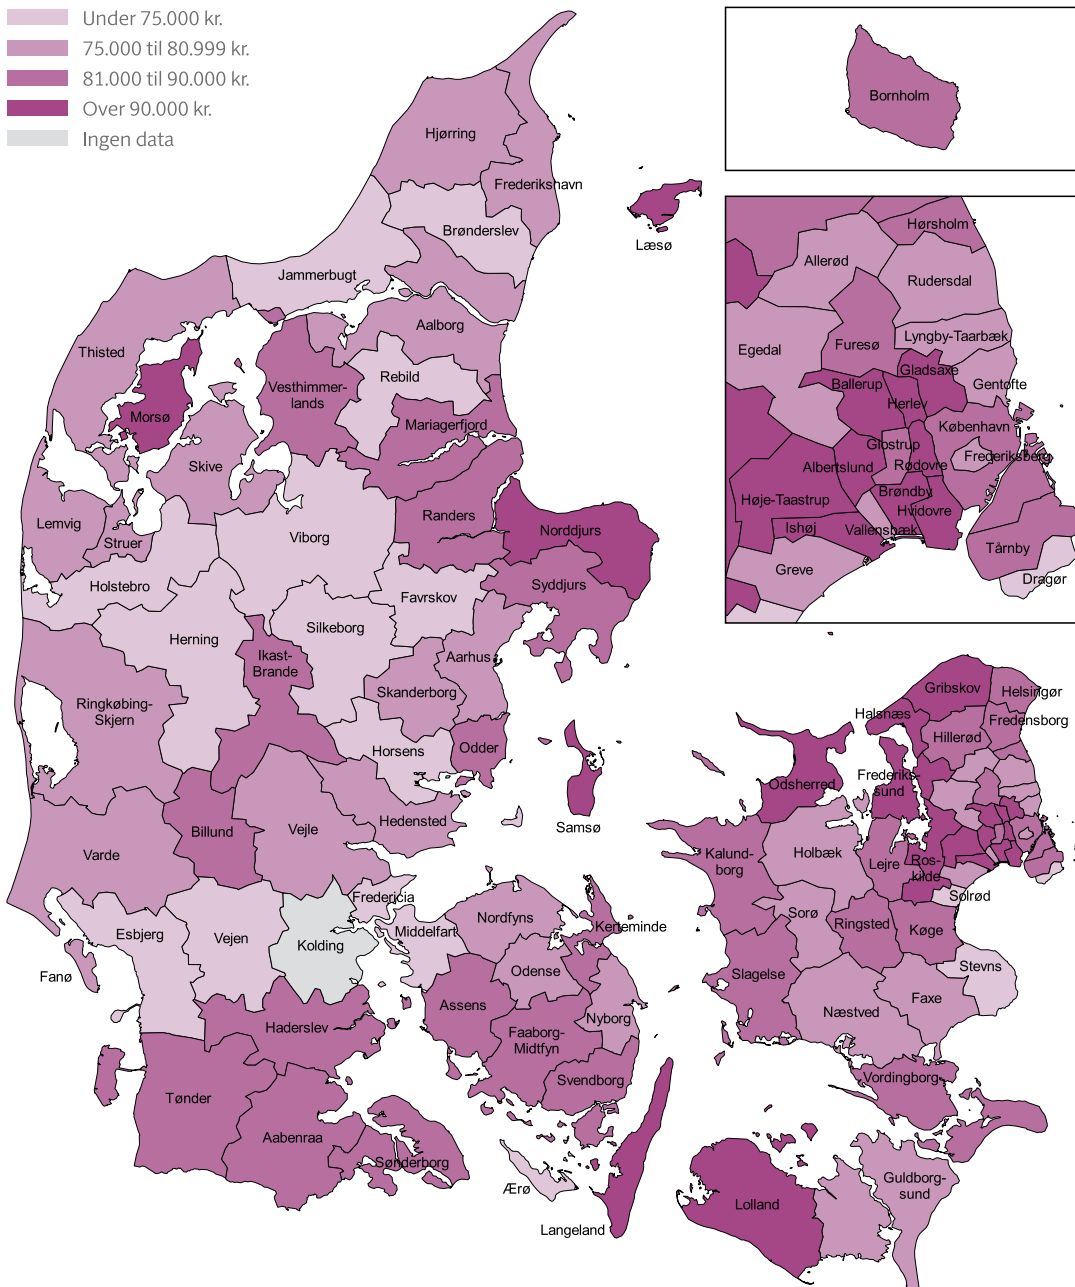 Under 75.000 kr.
75.000 til 80.999 kr.
81.000 til 90.000 kr.
Over 90.000 kr.
Ingen data
Hjørring
Frederikshavn
Brønderslev
Læsø
Jammerbugt
Aalborg
Thisted
Rebild
Vesthimmer-
lands
Morsø
Mariagerfjord
Skive
Lemvig
Struer
Viborg
Randers
Norddjurs
Holstebro
Favrskov
Syddjurs
Herning
Silkeborg
Ikast-
Brande
Aarhus
Skanderborg
Ringkøbing-
Skjern
Horsens
Odder
Samsø
Billund
Vejle
Hedensted
Varde
Fredericia
Esbjerg
Vejen
Kolding
Middelfart
Nordfyns
Kerteminde
Fanø
Odense
Assens
Nyborg
Haderslev
Faaborg-
Midtfyn
Svendborg
Tønder
Aabenraa
Sønderborg
Ærø
Langeland
Bornholm
Hørsholm
Allerød
Rudersdal
Lyngby-Taarbæk
Egedal
Furesø
Gladsaxe
Gentofte
Ballerup
Herlev
København
Glostrup
Frederiksberg
Albertslund
Rødovre
Høje-Taastrup
Brøndby
Hvidovre
Ishøj
Vallensbæk
Tårnby
Greve
Dragør
Gribskov
Helsingør
Halsnæs
Fredensborg
Hillerød
Odsherred
Frederiks-
sund
Kalund-
borg
Holbæk
Lejre
Ros-
kilde
Solrød
Sorø
Ringsted
Køge
Slagelse
Stevns
Faxe
Næstved
Vordingborg
Guldborg-
sund
Lolland